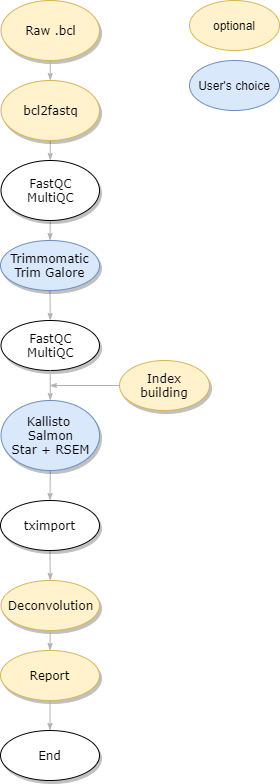 Raw .bcl
optional
bcl2fastq
User's choice
FastQC
MultiQC
Trimmomatic
Trim Galore
FastQC
MultiQC
Index
building
Kallisto
Salmon
Star + RSEM
tximport
Deconvolution
Report
End